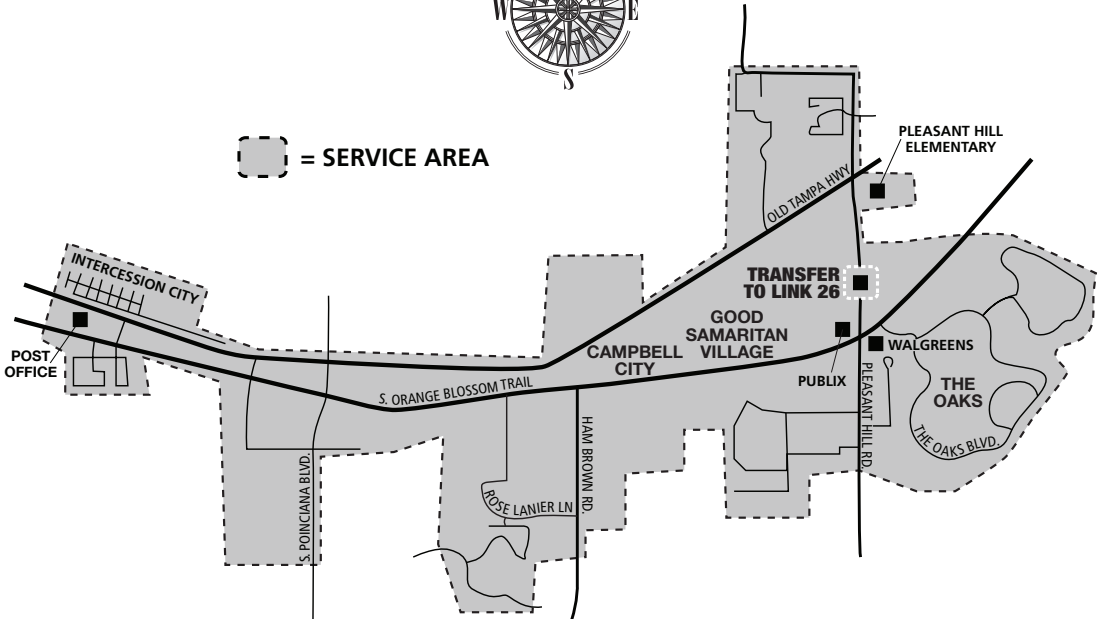 W
E
S
= SERVICE AREA
PLEASANT HILL
ELEMENTARY
OLD TAMPA HWY
INTERCESSION CITY
TRANSFER
TO LINK 26
GOOD
SAMARITAN
VILLAGE
CAMPBELL
CITY
WALGREENS
POST
OFFICE
PUBLIX
S. ORANGE BLOSSOM TRAIL
THE
OAKS
PLEASANT HILL RD.
HAM BROWN RD.
THE OAKS BLVD.
S. POINCIANA BLVD.
ROSE LANIER LN